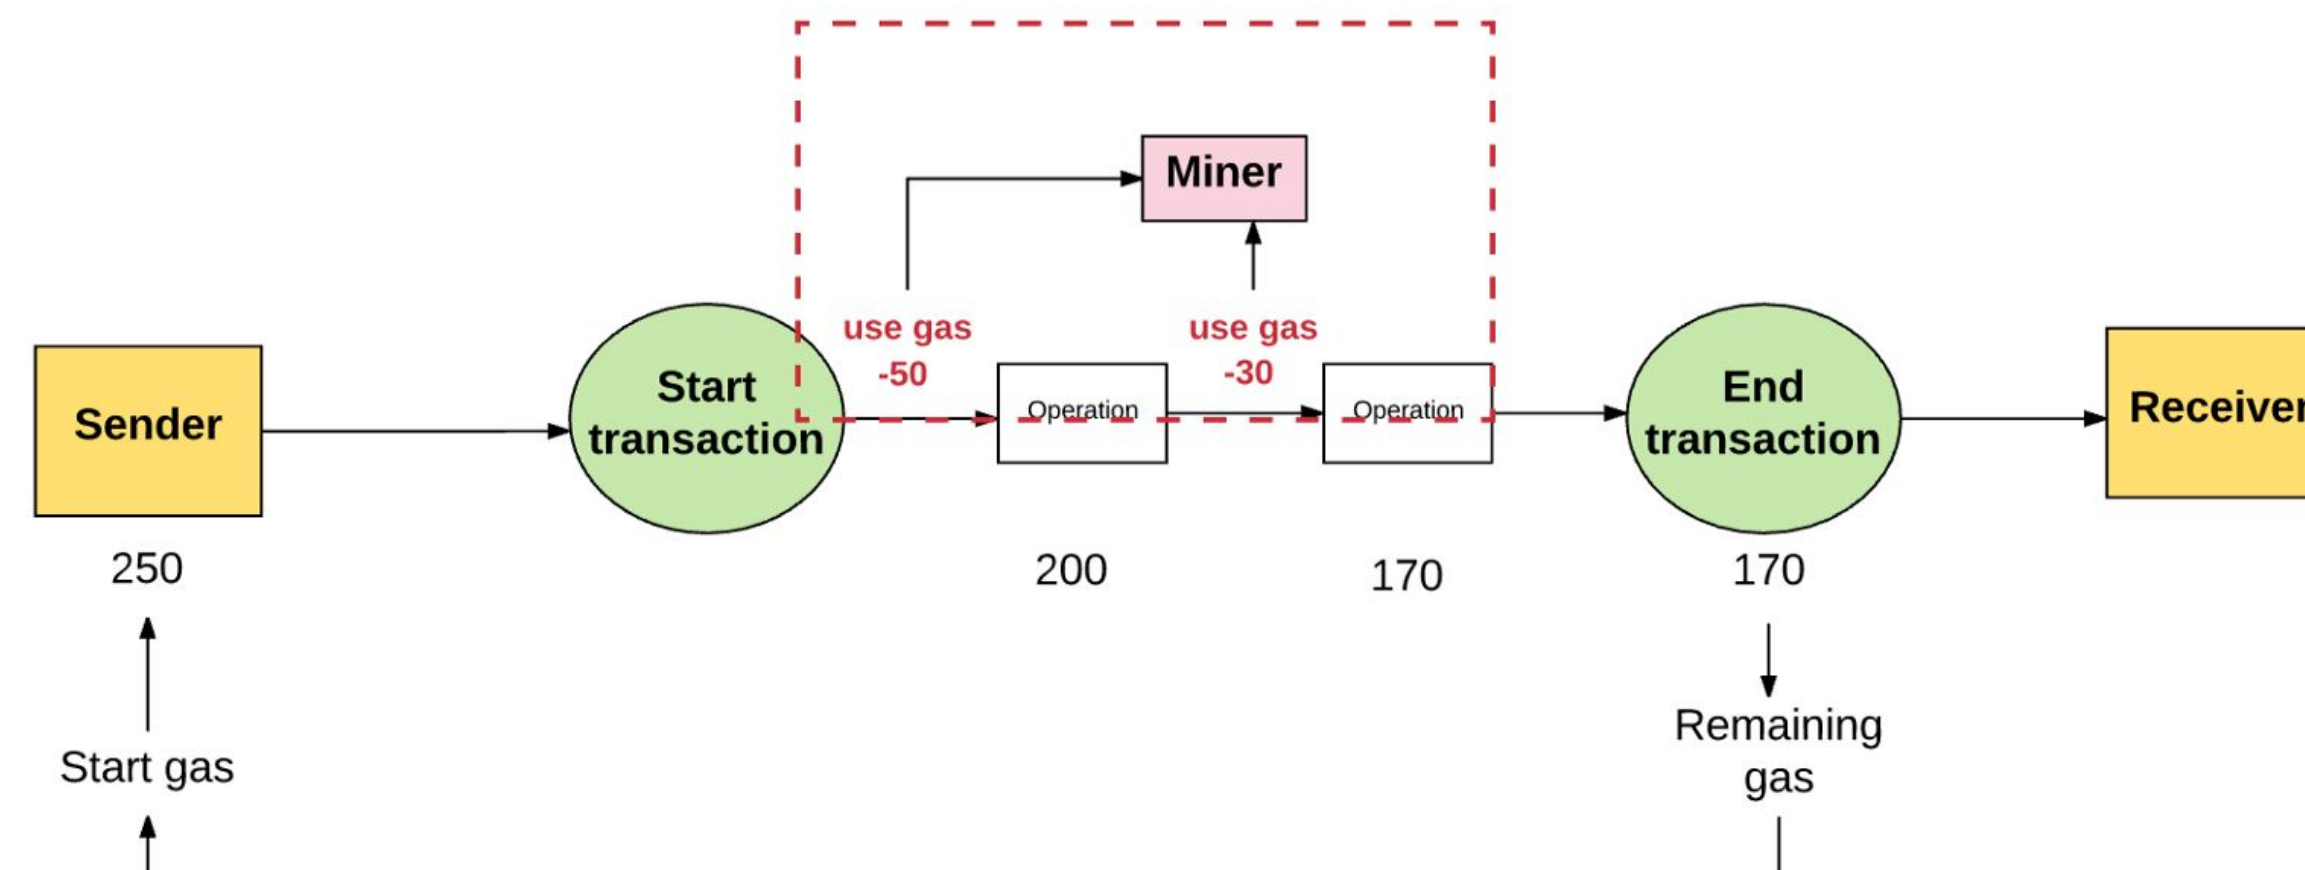 Miner
use gas
-50
use gas
-30
Sender
Start
transaction
Operation
Operation
End
transaction
Receiver
250
200
170
170
Start gas
Remaining
gas